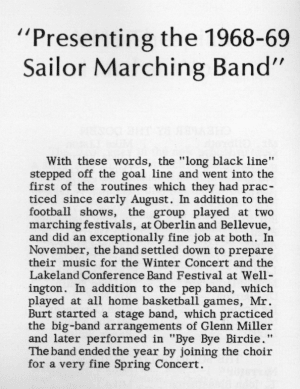 "Presenting the 1968-69
Sailor Marching Band"
With these words, the "long black line"
stepped off the goal line and went into the
first of the routines which they had prac-
ticed since early August. In addition to the
football shows, the group played at two
marching festivals, at Oberlin and Bellevue,
and did an exceptionally fine job at both. In
November, the band settled down to prepare
their music for the Winter Concert and the
Lakeland Conference Band Festival at Well-
ington. In addition to the pep band, which
played at all home basketball games, Mr.
Burt started a stage band, which practiced
the big-band arrangements of Glenn Miller
and later performed in "Bye Bye Birdie."
The band ended the year by joining the choir
for a very fine Spring Concert.